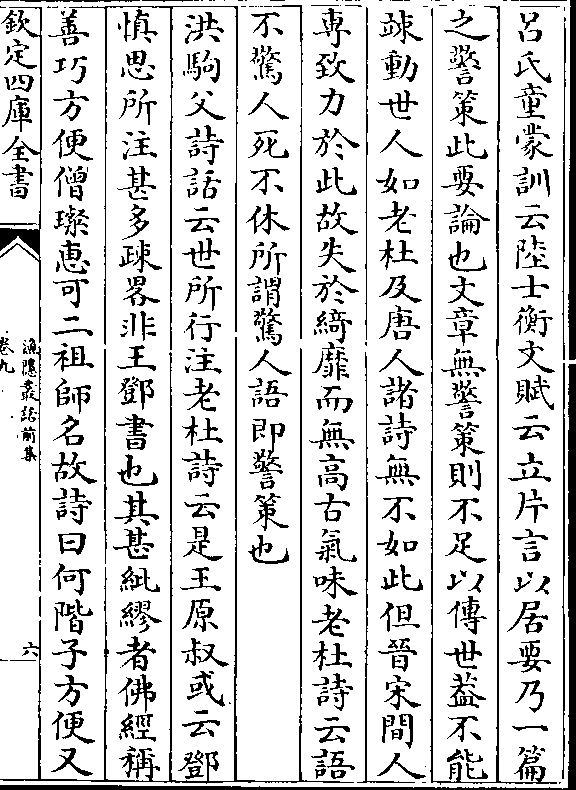 呂氏童蒙訓云陸士衡文賦云立片言以居要乃一篇
之警策此要論也文章無警策則不足以傳世葢不能
竦動世人如老杜及唐人諸詩無不如此但晉宋間人
專致力於此故失於綺靡而無高古氣味老杜詩云語
不驚人死不休所謂驚人語即警策也
洪駒父詩話云世所行注老杜詩云是王原叔或云鄧
慎思所注甚多疎畧非王鄧書也其甚紕繆者佛經稱
善巧方便僧璨惠可二祖師名故詩曰何階子方便又
欽定四庫全書
漁隱叢話前集
卷九
六